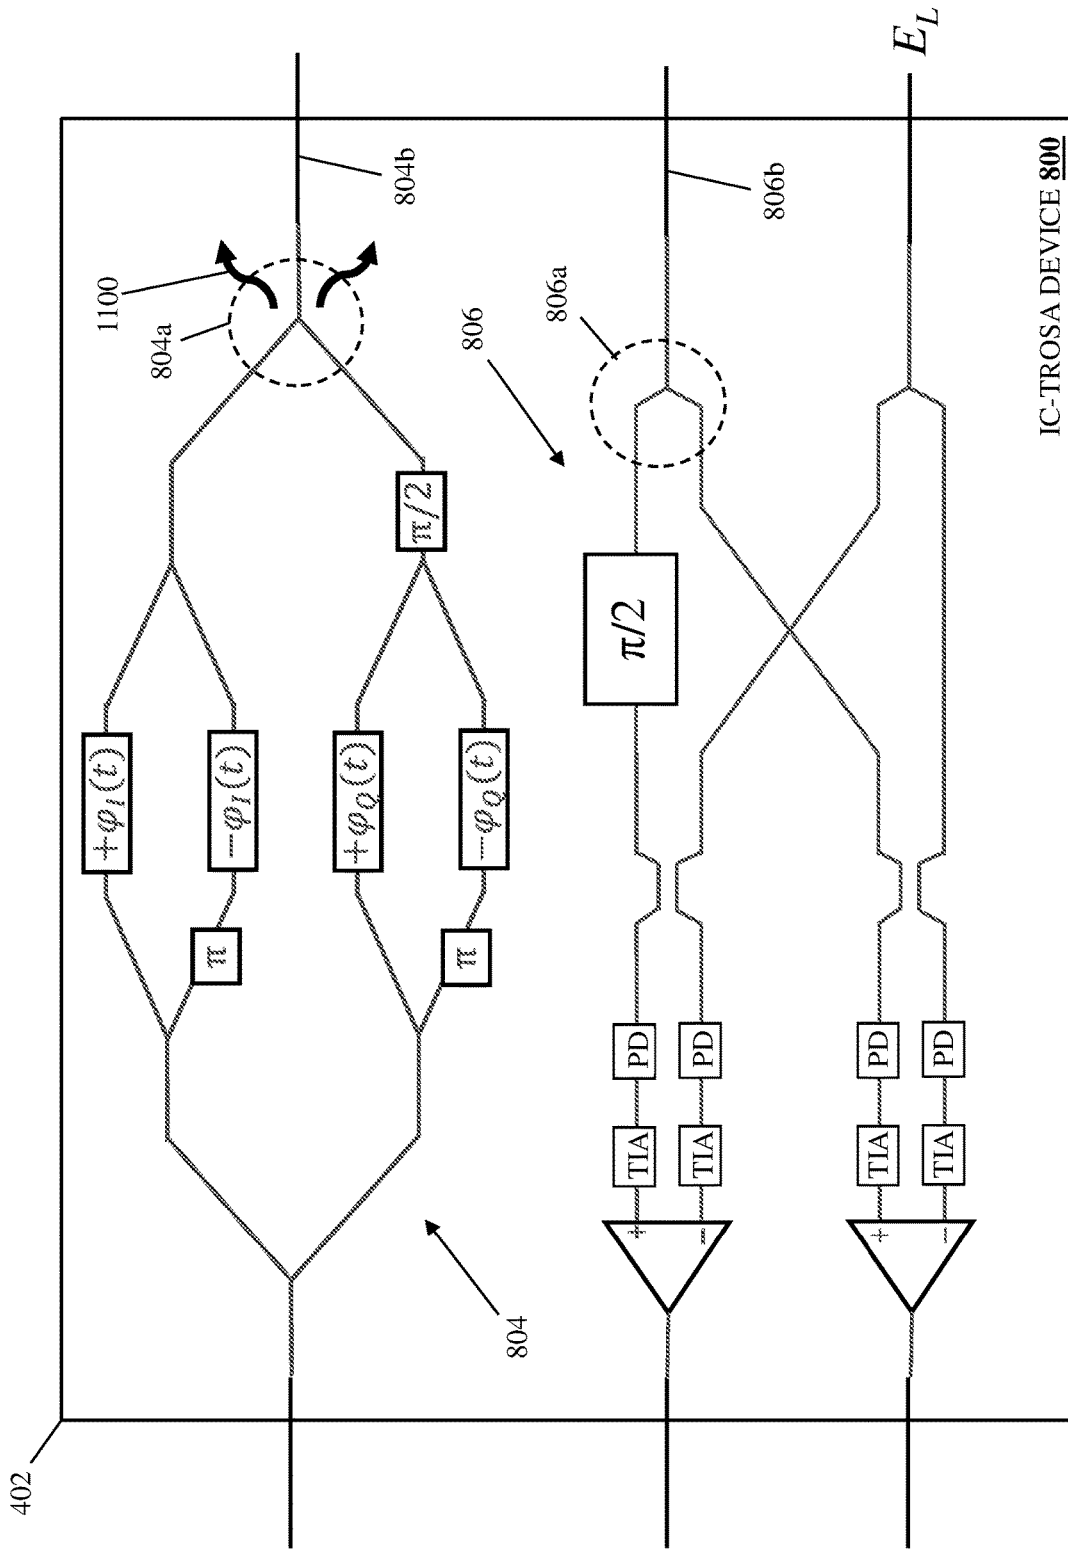 402
804
+φ_I(t)
π
−φ_I(t)
+φ_Q(t)
π
−φ_Q(t)
π/2
1100
804a
804b
806
806a
806b
π/2
+
TIA
PD
−
TIA
PD
+
TIA
PD
−
TIA
PD
E_L
IC-TROSA DEVICE 800